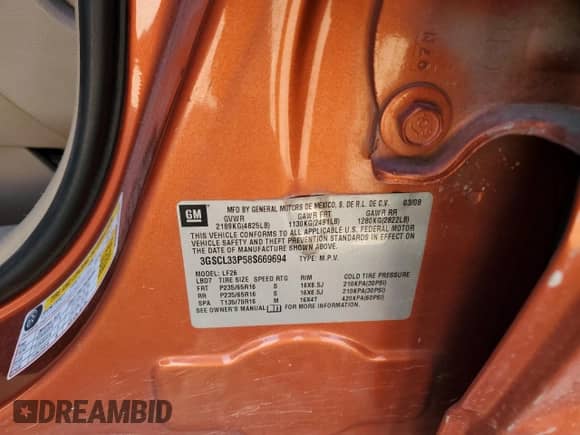 GM
MFD BY GENERAL MOTORS DE MEXICO, S. DE R.L. DE C.V. 03/08
GVWR GAWR FRT GAWR RR
2189KG(4825LB) 1130KG(2491LB) 1280KG(2822LB)
THIS VEHICLE CONFORMS TO ALL APPLICABLE U.S. FEDERAL MOTOR
VEHICLE SAFETY AND THEFT PREVENTION STANDARDS IN EFFECT ON
THE DATE OF MANUFACTURE SHOWN ABOVE.
3GSCL33P58S669694 TYPE: M.P.V.
MODEL: LF26
LBD7 TIRE SIZE SPEED RTG RIM COLD TIRE PRESSURE
FRT P235/65R16 S 16X6.5J 210KPA(30PSI)
RR P235/65R16 S 16X6.5J 210KPA(30PSI)
SPA T135/70R16 M 16X4T 420KPA(60PSI)
SEE OWNER'S MANUAL FOR MORE INFORMATION.
DREAMBID